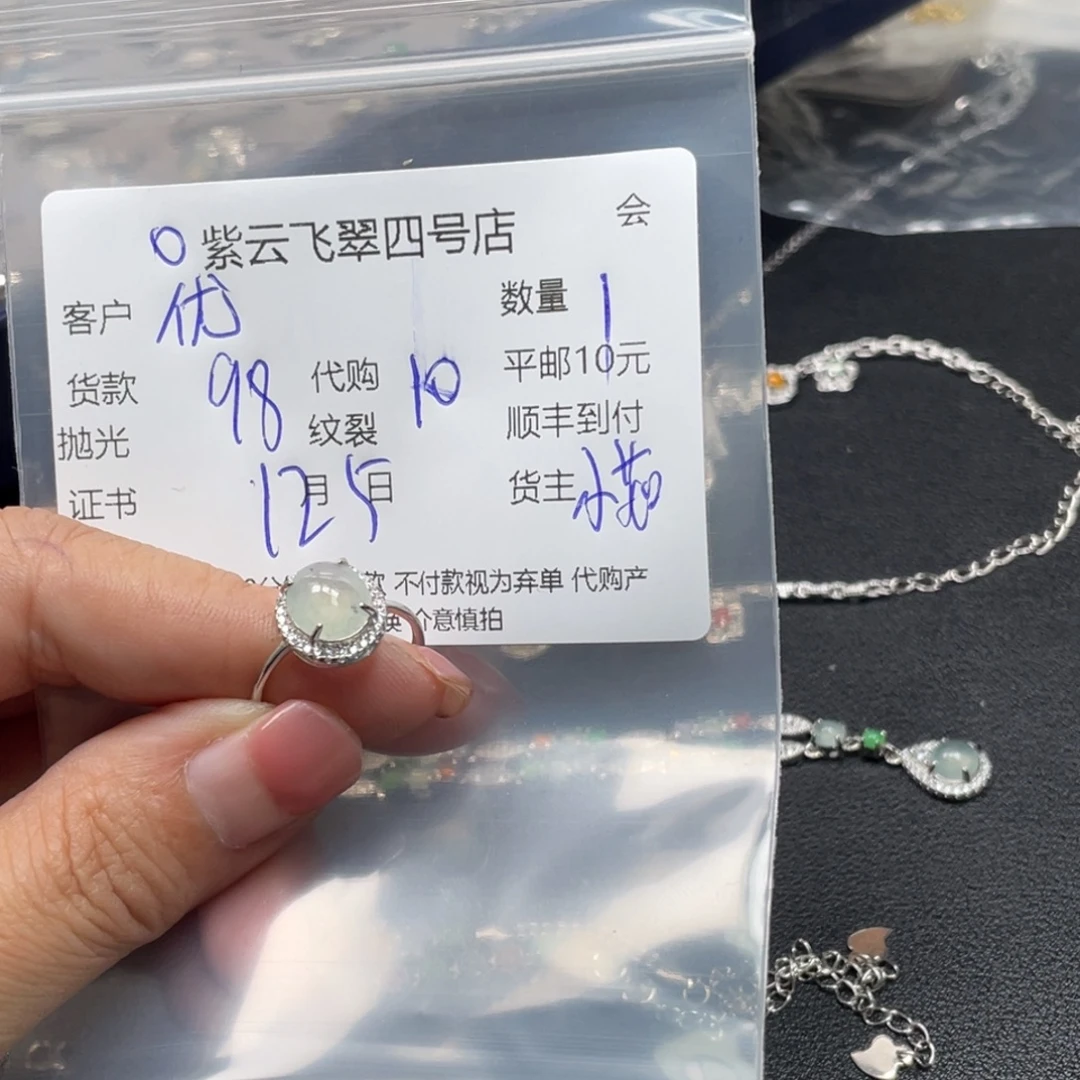 会
0 紫云飞翠四号店
客户 优 数量 1
货款 98 代购 10 平邮10元
抛光 纹裂 顺丰到付
证书 12月5日 货主 小茹
款 不付款视为弃单 代购产
换 介意慎拍